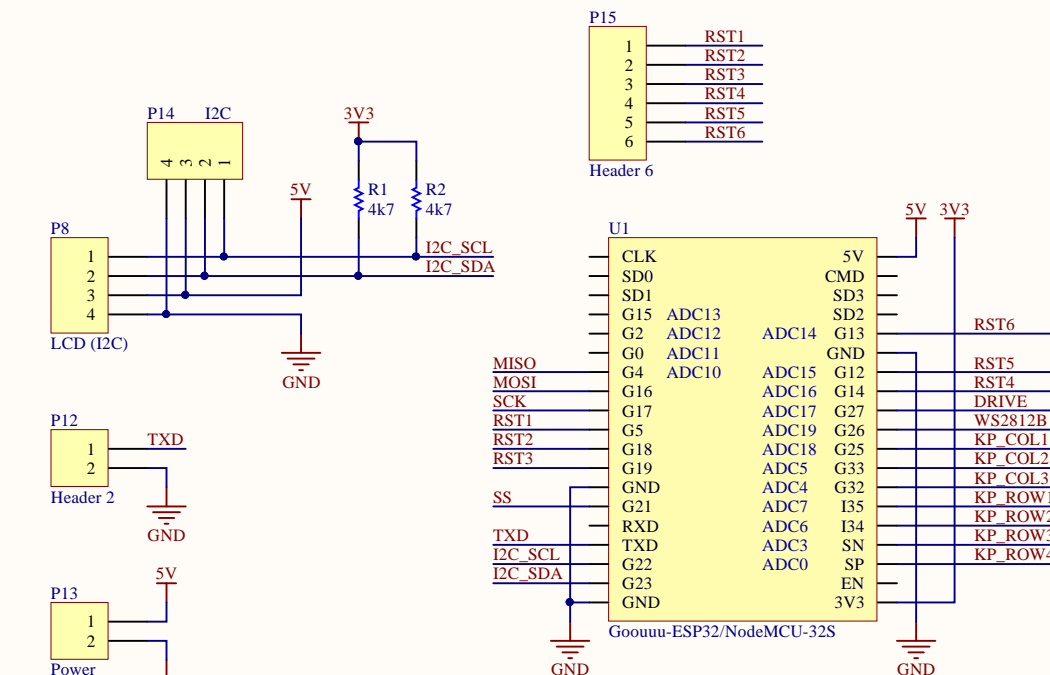 P15
1 RST1
2 RST2
3 RST3
4 RST4
5 RST5
6 RST6
Header 6
P14 I2C
4 3 2 1
3V3
R1
4k7
R2
4k7
5V
P8
1
2
3
4
I2C_SCL
I2C_SDA
LCD (I2C)
GND
P12
1 TXD
2
Header 2
GND
5V
P13
1
2
Power
U1
5V 3V3
CLK 5V
SD0 CMD
SD1 SD3
G15 ADC13 SD2
G2 ADC12 ADC14 G13 RST6
G0 ADC11 GND
MISO G4 ADC10 ADC15 G12 RST5
MOSI G16 ADC16 G14 RST4
SCK G17 ADC17 G27 DRIVE
RST1 G5 ADC19 G26 WS2812B
RST2 G18 ADC18 G25 KP_COL1
RST3 G19 ADC5 G33 KP_COL2
GND ADC4 G32 KP_COL3
SS G21 ADC7 I35 KP_ROW1
RXD ADC6 I34 KP_ROW2
TXD TXD ADC3 SN KP_ROW3
I2C_SCL G22 ADC0 SP KP_ROW4
I2C_SDA G23 EN
GND 3V3
Goouuu-ESP32/NodeMCU-32S
GND
GND